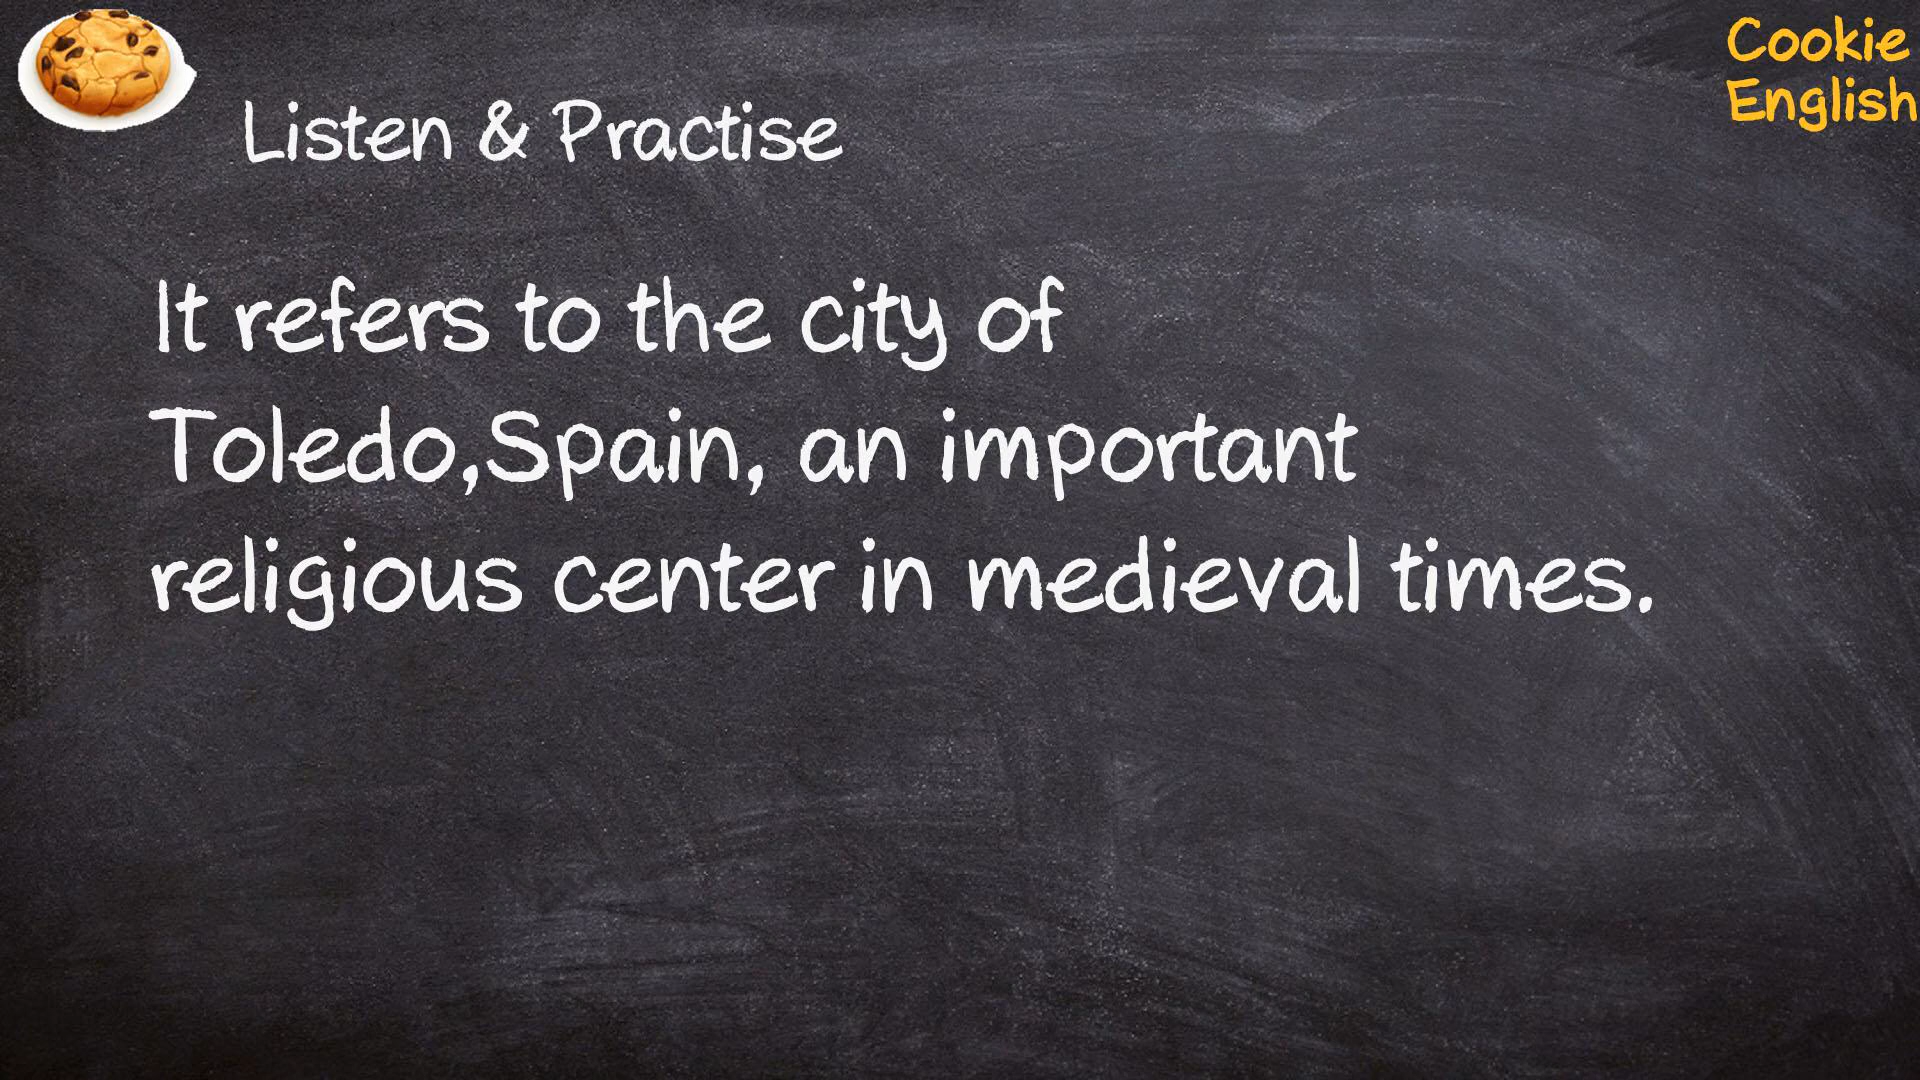 Cookie
English
Listen & Practise
It refers to the city of
Toledo,Spain, an important
religious center in medieval times.